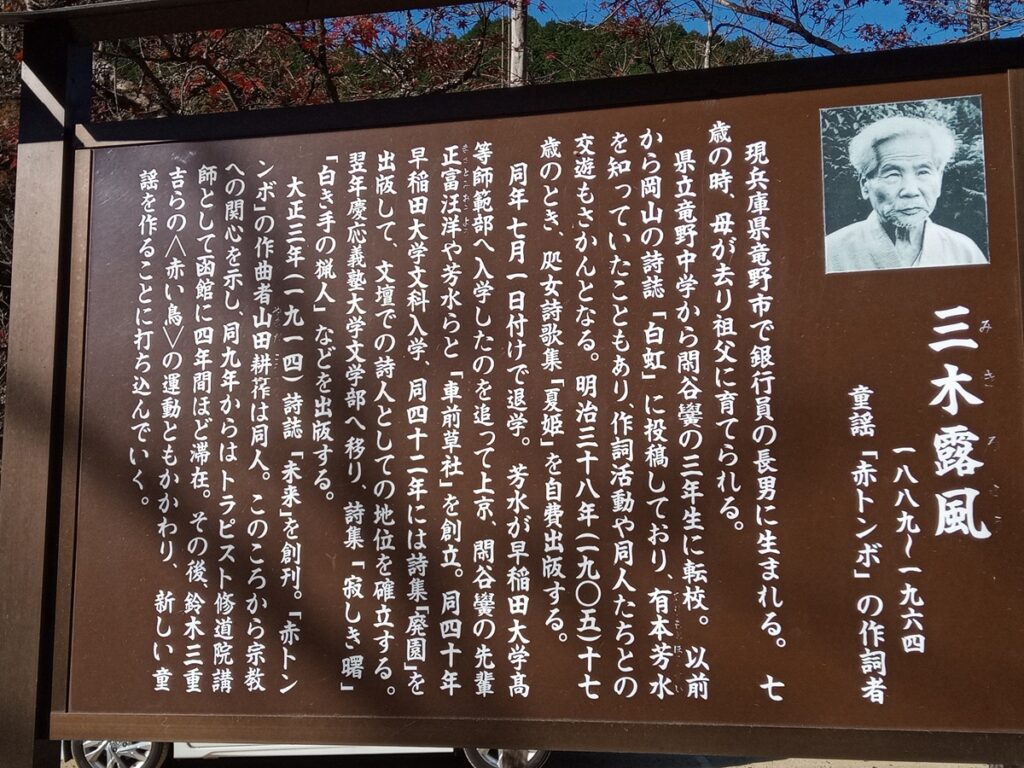 三木露風
みきろふう
一八八九〜一九六四
童謡「赤トンボ」の作詞者
現兵庫県竜野市で銀行員の長男に生まれる。 七
歳の時、母が去り祖父に育てられる。
県立竜野中学から閑谷黌の三年生に転校。 以前
から岡山の詩誌「白虹」に投稿しており、有本芳水
を知っていたこともあり、作詞活動や同人たちとの
交遊もさかんとなる。明治三十八年(一九〇五)十七
歳のとき、処女詩歌集「夏姫」を自費出版する。
同年七月一日付けで退学。 芳水が早稲田大学高
等師範部へ入学したのを追って上京、閑谷黌の先輩
正富汪洋や芳水らと「車前草社」を創立。同四十年
早稲田大学文科入学、同四十二年には詩集「廃園」を
出版して、文壇での詩人としての地位を確立する。
翌年慶応義塾大学文学部へ移り、詩集「寂しき曙」
「白き手の猟人」などを出版する。
大正三年(一九一四)詩誌「未来」を創刊。「赤トン
ボ」の作曲者山田耕筰は同人。このころから宗教
への関心を示し、同九年からはトラピスト修道院講
師として函館に四年間ほど滞在。その後、鈴木三重
吉らの〈赤い鳥〉の運動ともかかわり、新しい童
謡を作ることに打ち込んでいく。